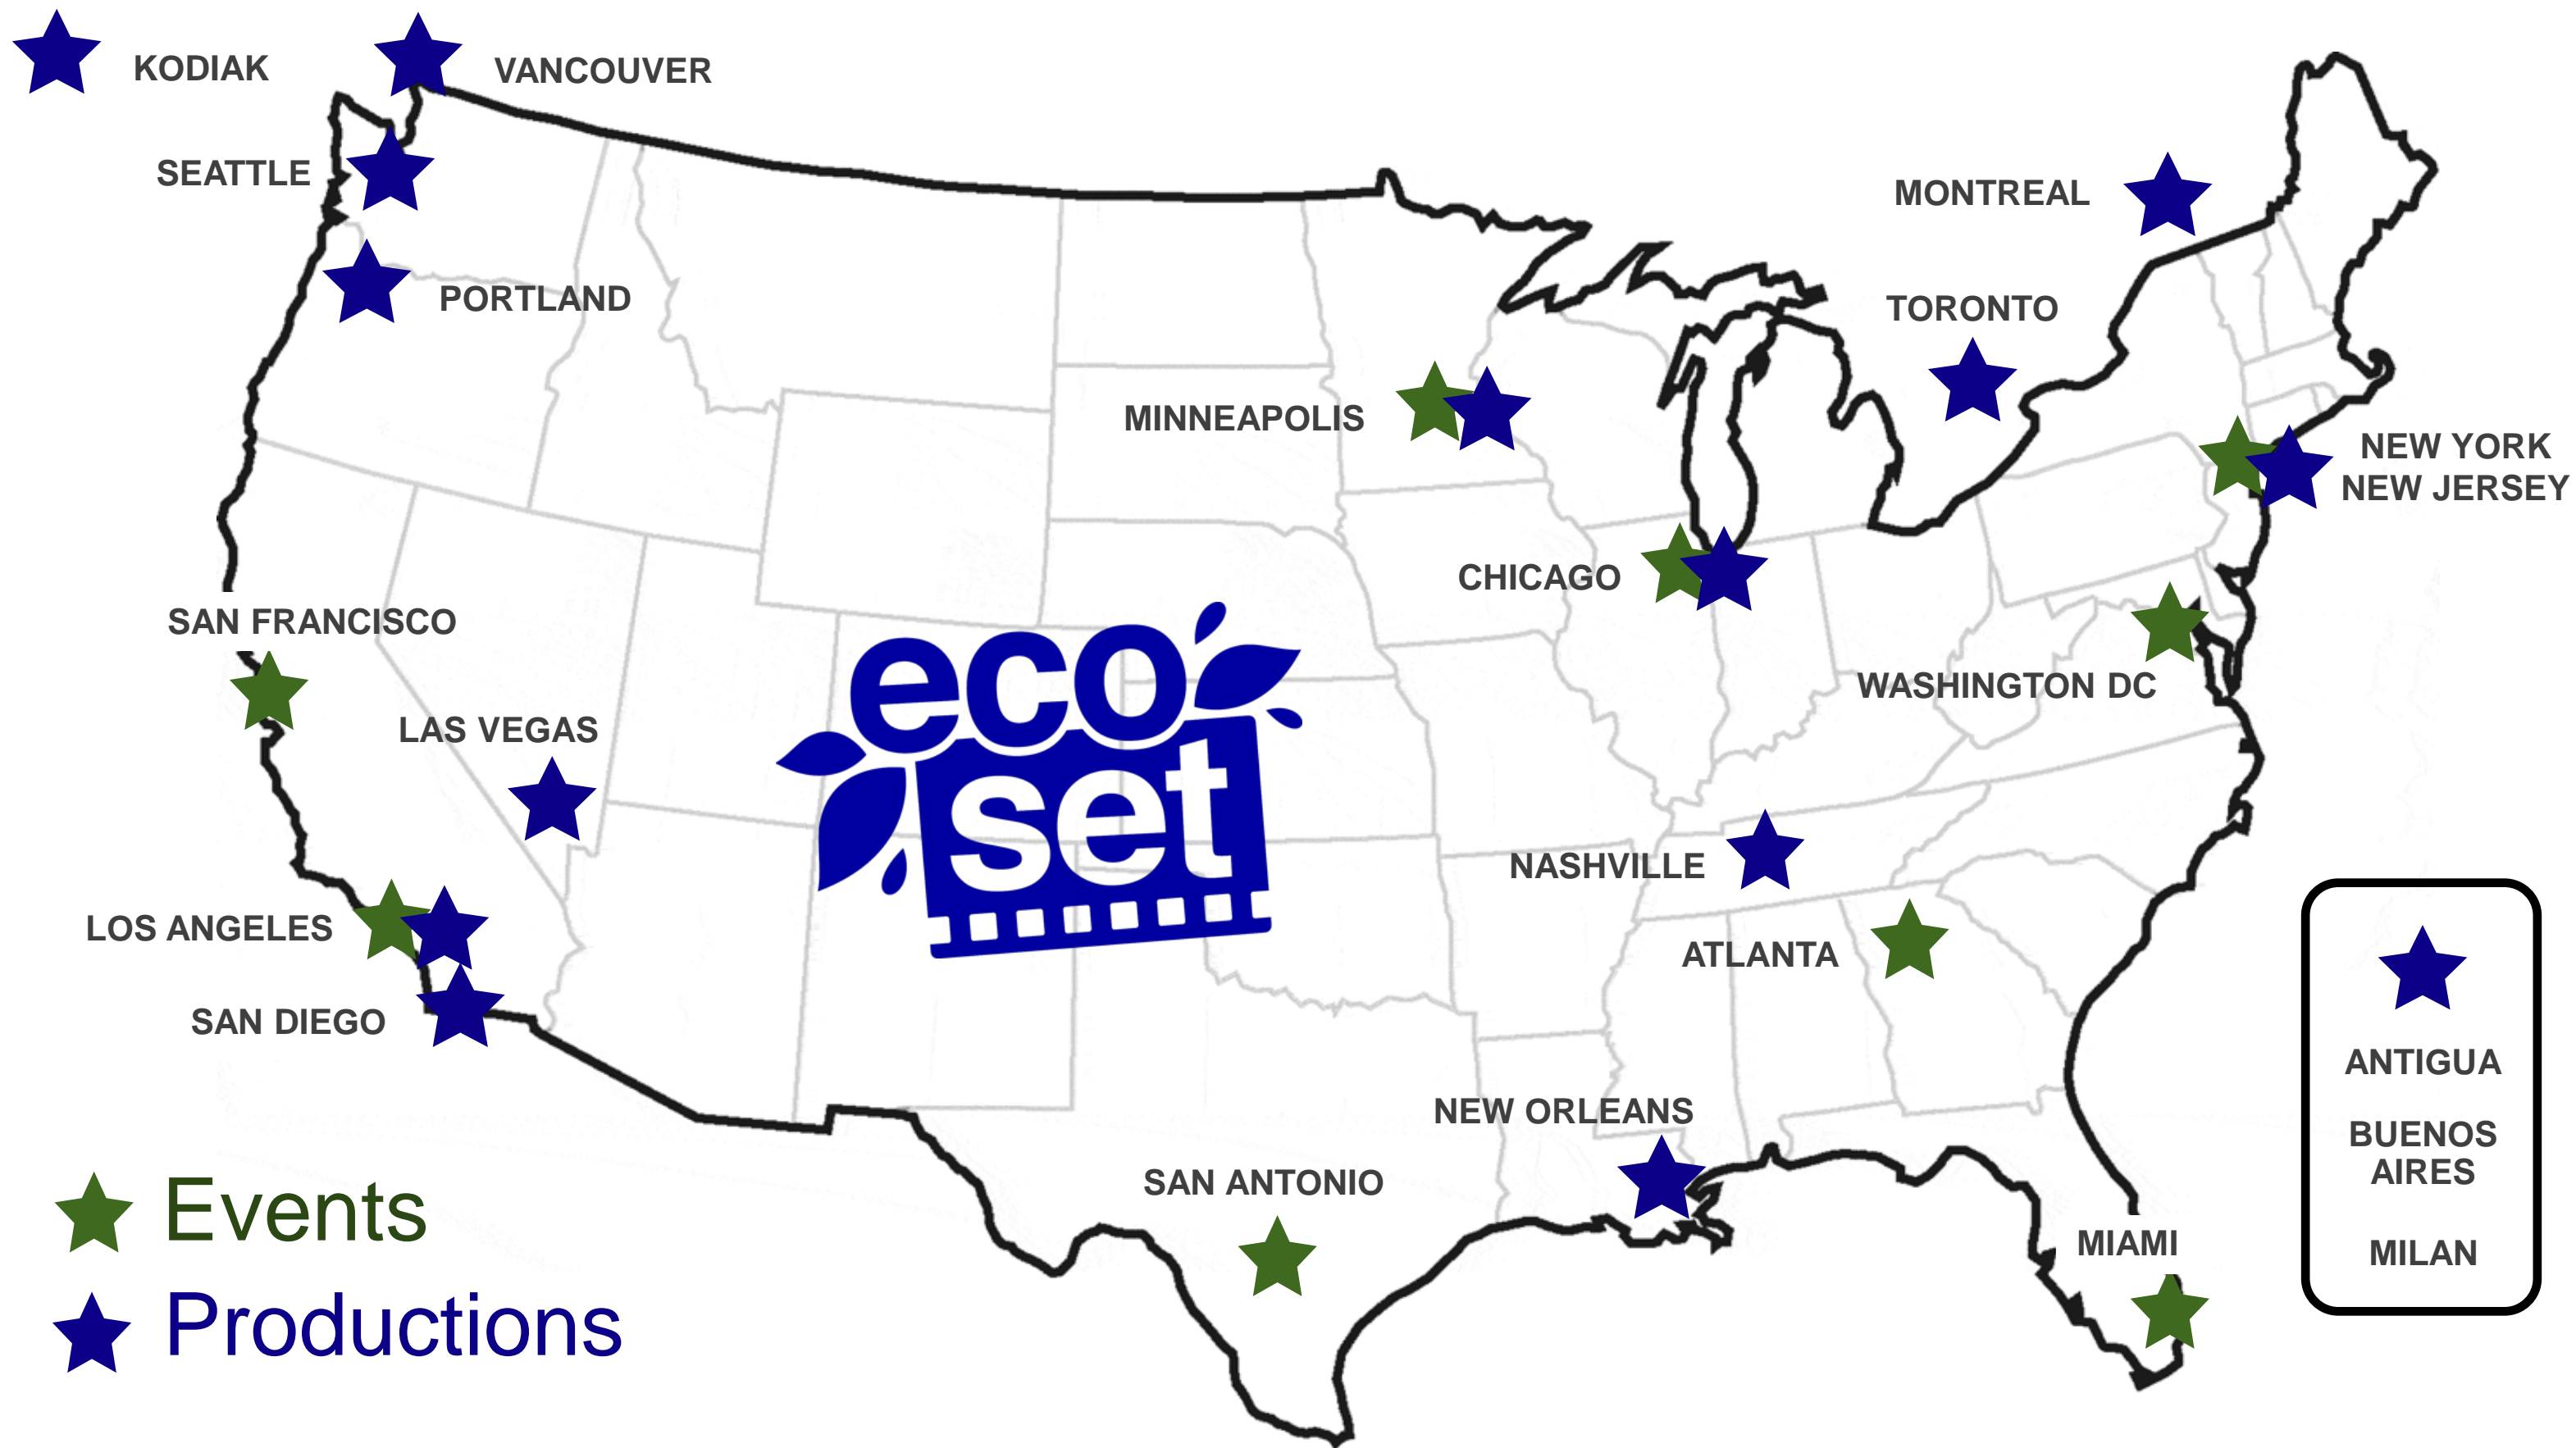 KODIAK
VANCOUVER
SEATTLE
MONTREAL
PORTLAND
TORONTO
MINNEAPOLIS
NEW YORK
NEW JERSEY
CHICAGO
SAN FRANCISCO
WASHINGTON DC
LAS VEGAS
eco
set
NASHVILLE
LOS ANGELES
ATLANTA
SAN DIEGO
ANTIGUA
BUENOS
AIRES
MILAN
NEW ORLEANS
SAN ANTONIO
MIAMI
Events
Productions